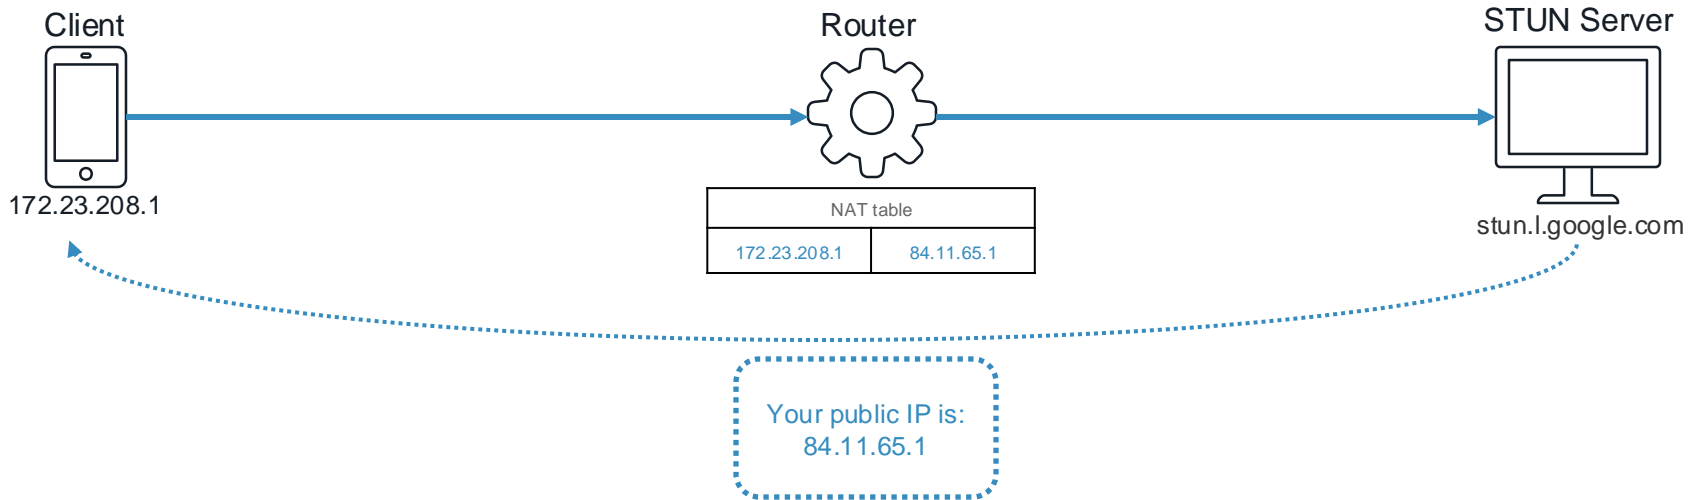 Client
Router
STUN Server
172.23.208.1
NAT table
172.23.208.1
84.11.65.1
stun.l.google.com
Your public IP is:
84.11.65.1